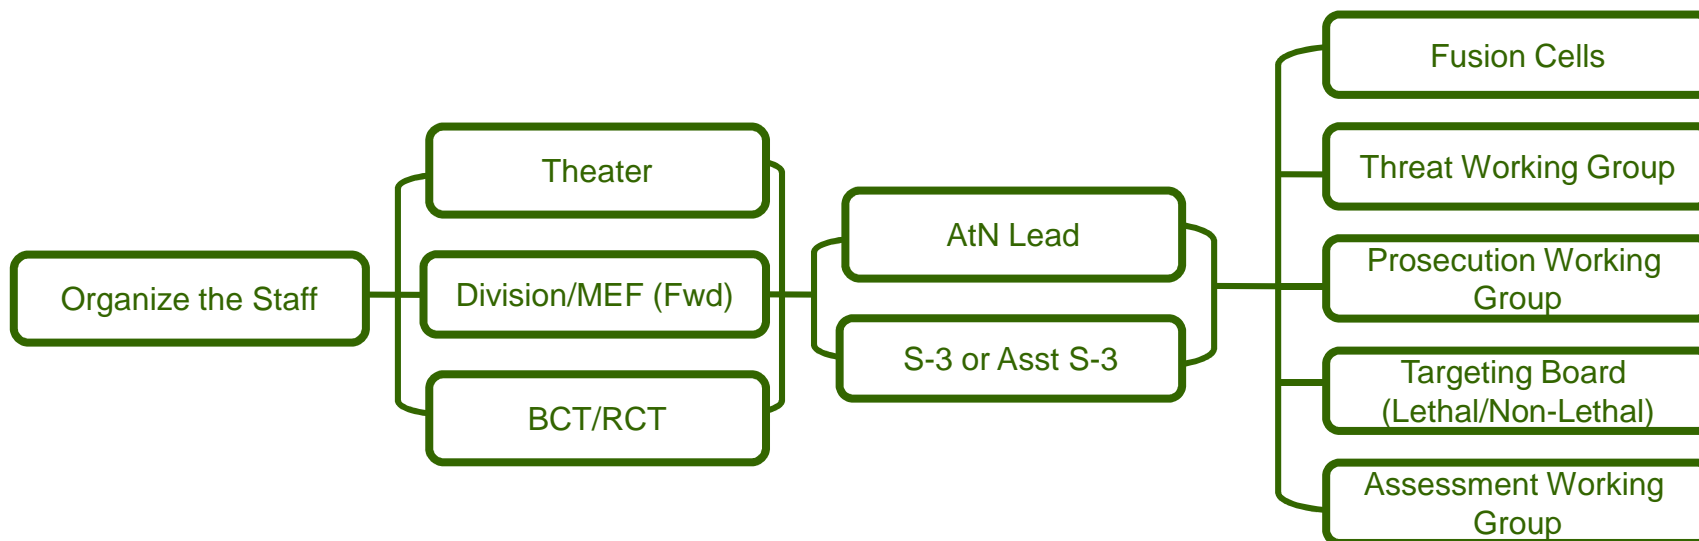 Organize the Staff
Theater
Division/MEF (Fwd)
BCT/RCT
AtN Lead
S-3 or Asst S-3
Fusion Cells
Threat Working Group
Prosecution Working
Group
Targeting Board
(Lethal/Non-Lethal)
Assessment Working
Group